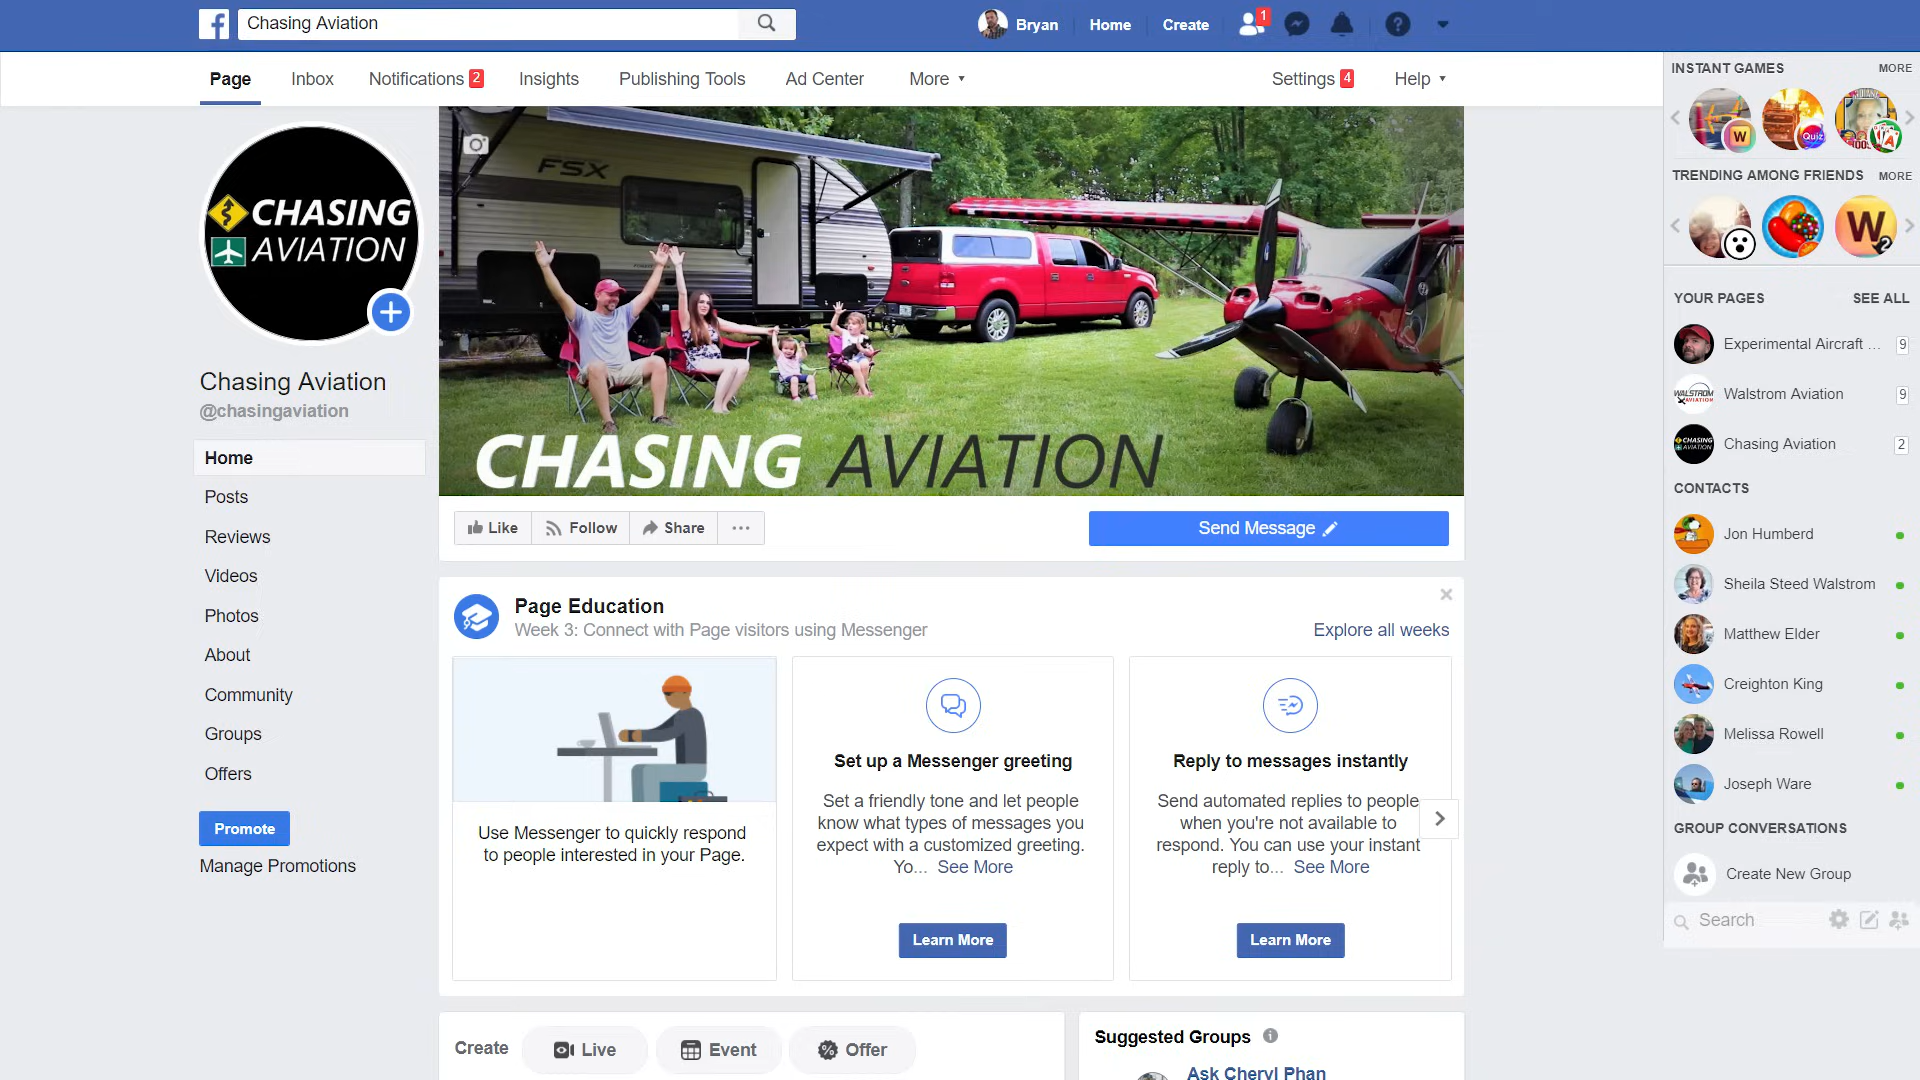 Chasing Aviation
Bryan
Home
Create
1
Page
Inbox
Notifications 2
Insights
Publishing Tools
Ad Center
More
Settings 4
Help
CHASING
AVIATION
Chasing Aviation
@chasingaviation
Home
Posts
Reviews
Videos
Photos
About
Community
Groups
Offers
Promote
Manage Promotions
FSX
CHASING AVIATION
Like
Follow
Share
Send Message
Page Education
Week 3: Connect with Page visitors using Messenger
Explore all weeks
Use Messenger to quickly respond
to people interested in your Page.
Set up a Messenger greeting
Set a friendly tone and let people
know what types of messages you
expect with a customized greeting.
Yo... See More
Learn More
Reply to messages instantly
Send automated replies to people
when you're not available to
respond. You can use your instant
reply to... See More
Learn More
Create
Live
Event
Offer
Suggested Groups
Ask Cheryl Phan
INSTANT GAMES
MORE
W
Quiz
TRENDING AMONG FRIENDS
MORE
W
2
YOUR PAGES
SEE ALL
Experimental Aircraft ...
9
WALSTROM
AVIATION
Walstrom Aviation
9
CHASING
AVIATION
Chasing Aviation
2
CONTACTS
Jon Humberd
Sheila Steed Walstrom
Matthew Elder
Creighton King
Melissa Rowell
Joseph Ware
GROUP CONVERSATIONS
Create New Group
Search